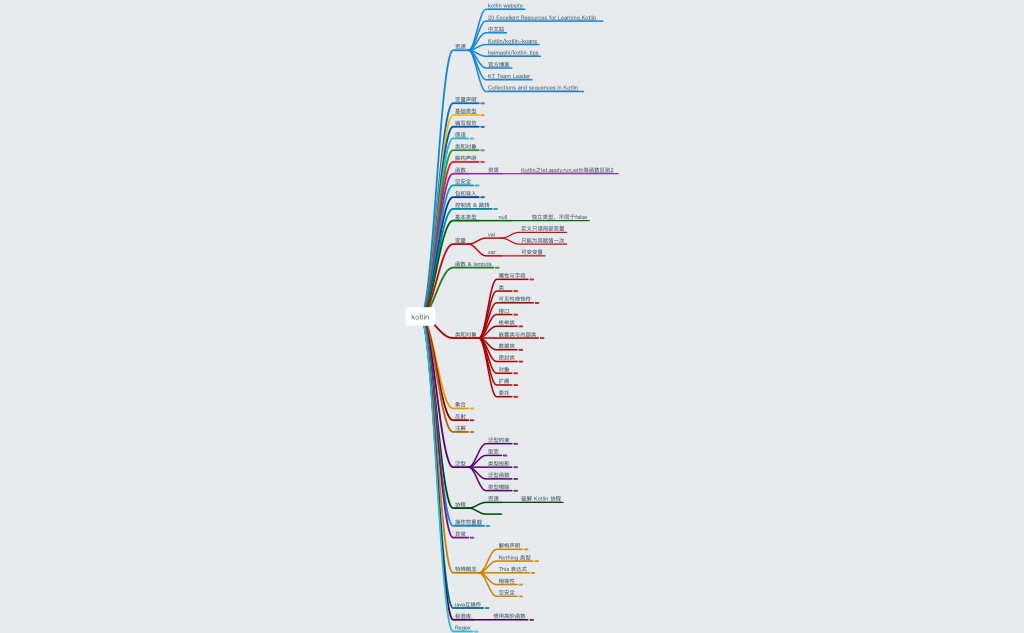 kotlin website
20 Excellent Resources for Learning Kotlin
中文站
资源
Kotlin/kotlin-koans
heimashi/kotlin_tips
官方博客
KT Team Leader
Collections and sequences in Kotlin
变量声明
基础类型
编写规范
类和对象
解构声明
函数
资源
Kotlin之let,apply,run,with等函数区别2
空安全
包和导入
控制流 & 跳转
基本类型
null
独立类型，不同于false
定义只读局部变量
val
变量
只能为其赋值一次
var
可变变量
函数 & lambda
属性与字段
类
可见性修饰符
接口
kotlin
枚举类
类和对象
嵌套类与内部类
数据类
密封类
对象
扩展
委托
集合
反射
注解
泛型约束
型变
泛型
类型投影
泛型函数
类型擦除
资源
破解 Kotlin 协程
协程
操作符重载
异常
解构声明
Nothing 类型
特殊概念
This 表达式
相等性
空安全
java互操作
标准库
使用高阶函数
Regex